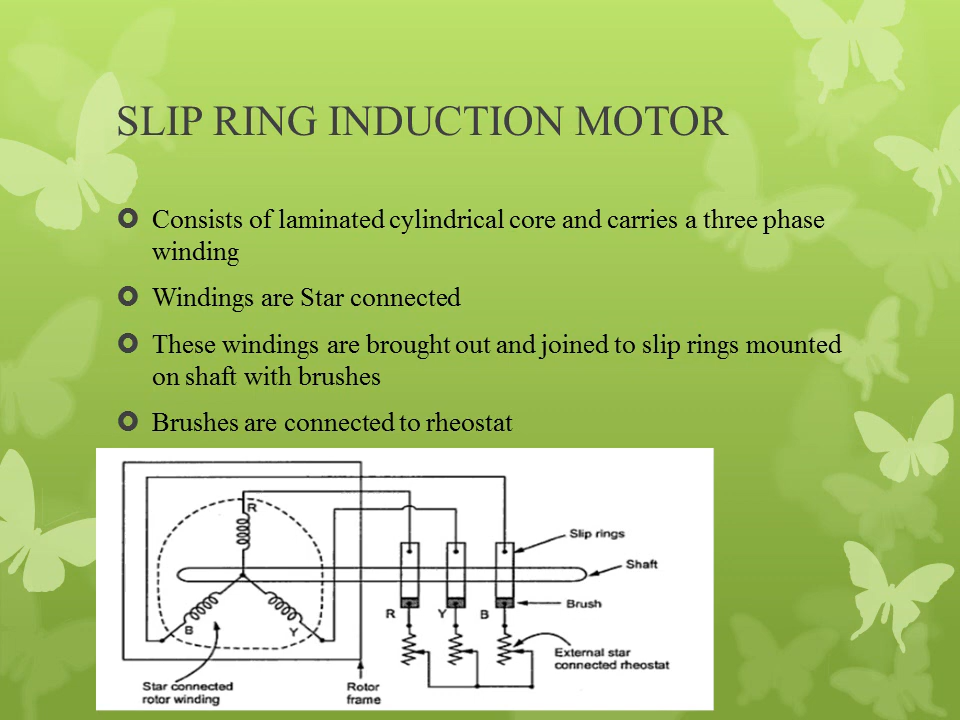 SLIP RING INDUCTION MOTOR
Consists of laminated cylindrical core and carries a three phase
winding
Windings are Star connected
These windings are brought out and joined to slip rings mounted
on shaft with brushes
Brushes are connected to rheostat
R
Slip rings
Shaft
Brush
R Y B
B Y
External star
connected rheostat
Star connected
rotor winding
Rotor
frame